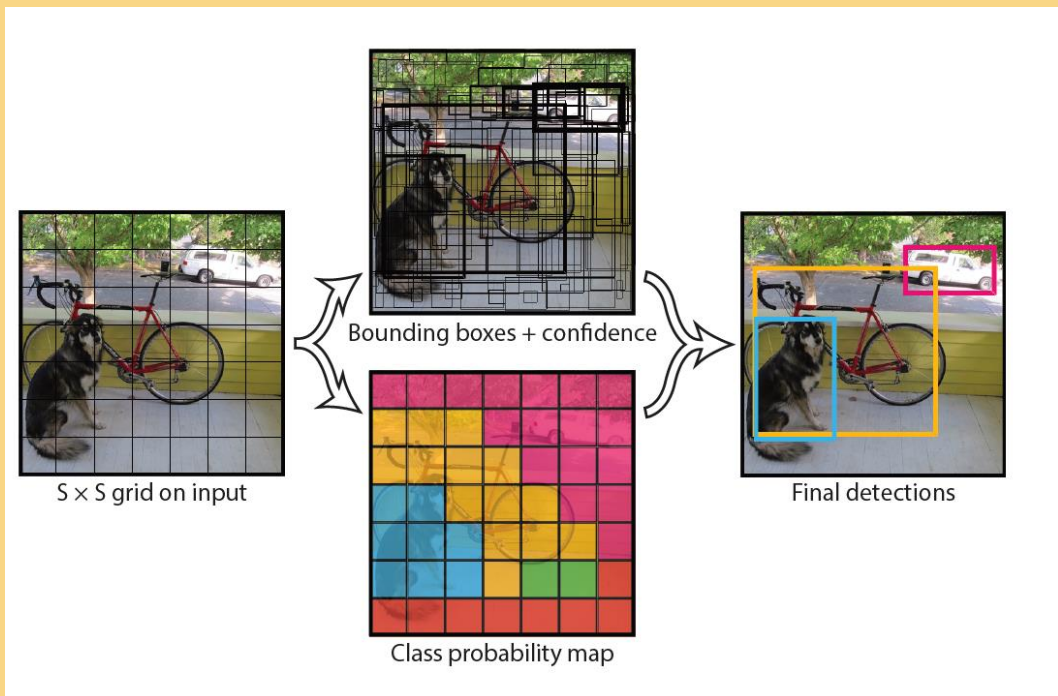 Bounding boxes + confidence
S × S grid on input
Final detections
Class probability map